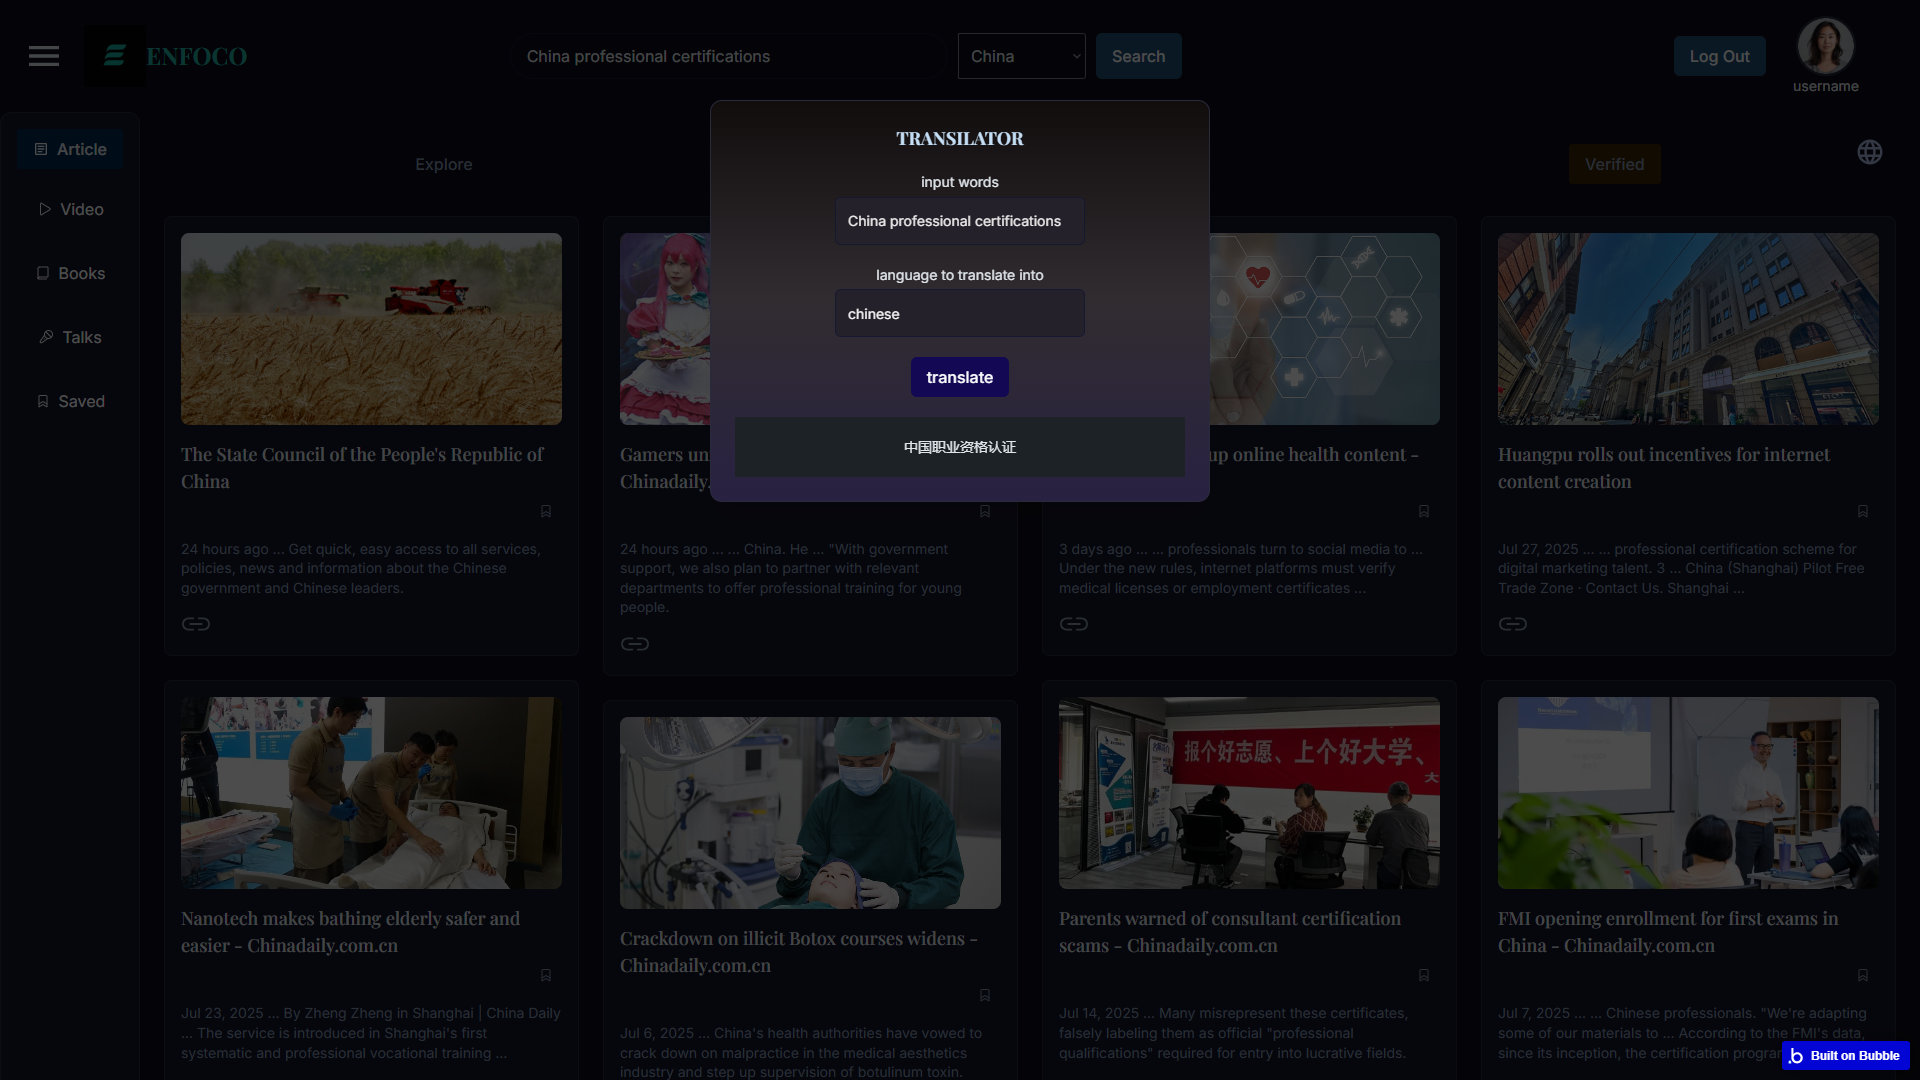 ENFOCO
China professional certifications
China
Search
Log Out
username
Article
Video
Books
Talks
Saved
Explore
Verified
TRANSILATOR
input words
China professional certifications
language to translate into
chinese
translate
中国职业资格认证
The State Council of the People's Republic of
China
24 hours ago ... Get quick, easy access to all services,
policies, news and information about the Chinese
government and Chinese leaders.
Gamers un
Chinadaily.
24 hours ago ... ... China. He ... "With government
support, we also plan to partner with relevant
departments to offer professional training for young
people.
up online health content -
3 days ago ... ... professionals turn to social media to ...
Under the new rules, internet platforms must verify
medical licenses or employment certificates ...
Huangpu rolls out incentives for internet
content creation
Jul 27, 2025 ... ... professional certification scheme for
digital marketing talent. 3 ... China (Shanghai) Pilot Free
Trade Zone · Contact Us. Shanghai ...
Nanotech makes bathing elderly safer and
easier - Chinadaily.com.cn
Jul 23, 2025 ... By Zheng Zheng in Shanghai | China Daily
... The service is introduced in Shanghai's first
systematic and professional vocational training ...
Crackdown on illicit Botox courses widens -
Chinadaily.com.cn
Jul 6, 2025 ... China's health authorities have vowed to
crack down on malpractice in the medical aesthetics
industry and step up supervision of botulinum toxin.
报个好志愿、上个好大学、
大
Parents warned of consultant certification
scams - Chinadaily.com.cn
Jul 14, 2025 ... Many misrepresent these certificates,
falsely labeling them as official "professional
qualifications" required for entry into lucrative fields.
FMI opening enrollment for first exams in
China - Chinadaily.com.cn
Jul 7, 2025 ... ... Chinese professionals. "We're adapting
some of our materials to ... According to the FMI's data,
since its inception, the certification program
Built on Bubble